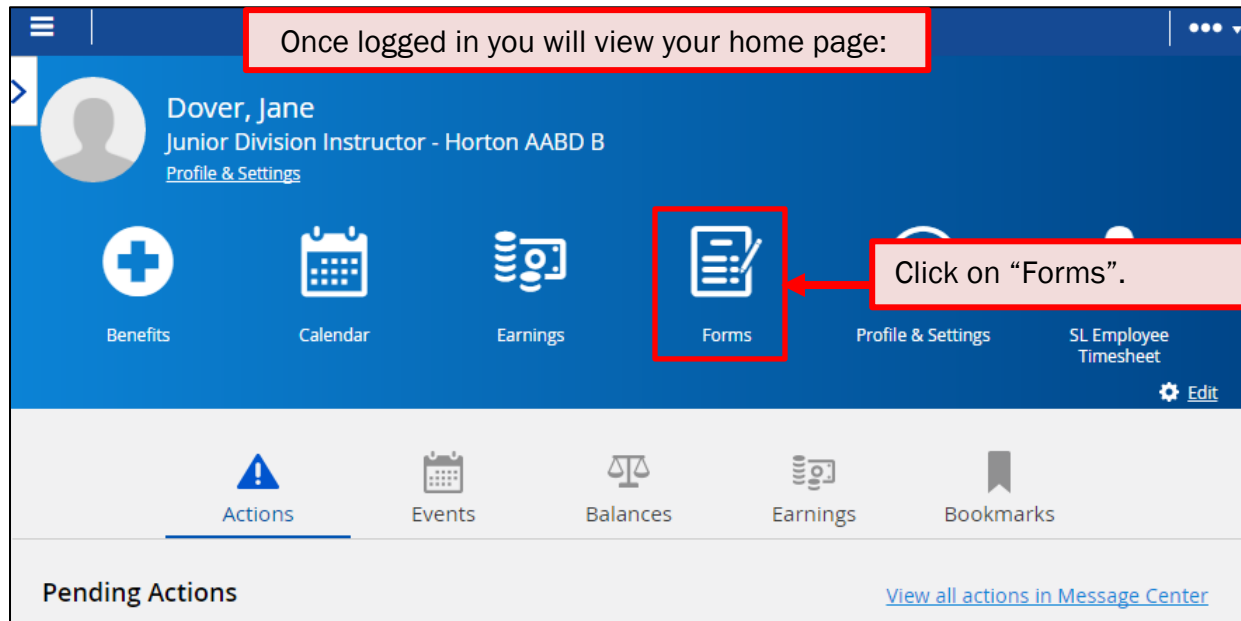 Once logged in you will view your home page:
Dover, Jane
Junior Division Instructor - Horton AABD B
Profile & Settings
Click on “Forms”.
Benefits
Calendar
Earnings
Forms
Profile & Settings
SL Employee
Timesheet
Edit
Actions
Events
Balances
Earnings
Bookmarks
Pending Actions
View all actions in Message Center